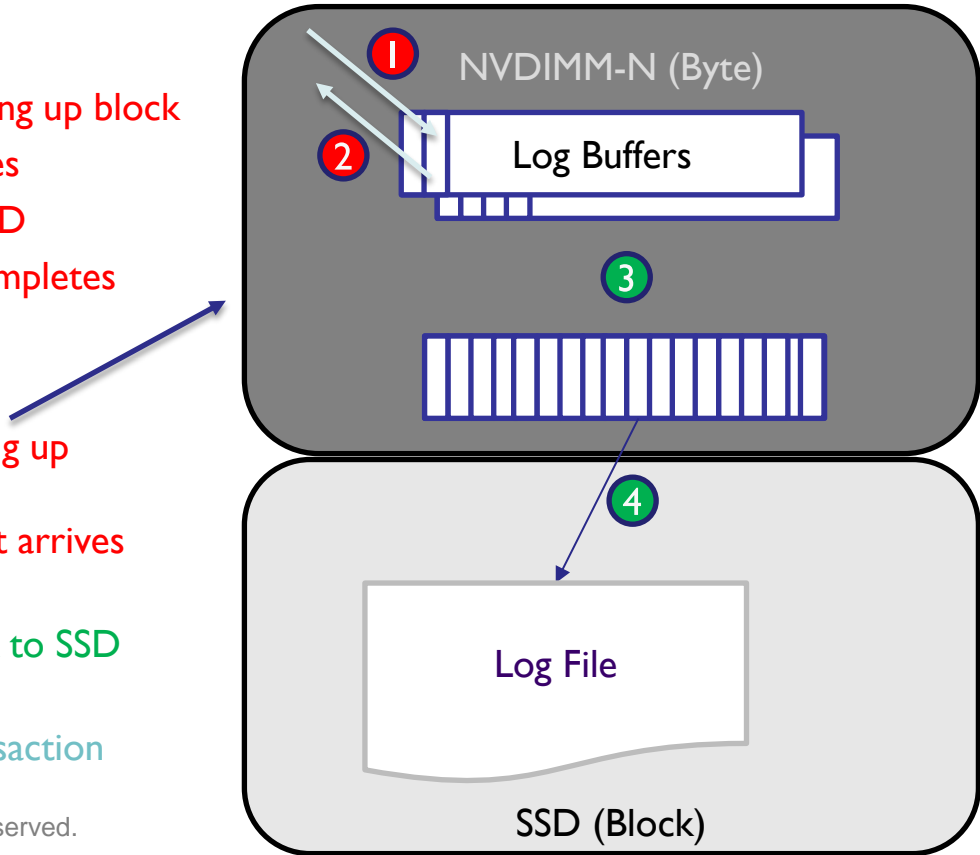 ng up block
es
D
mpletes
g up
t arrives
to SSD
saction
served.
1
NVDIMM-N (Byte)
2
Log Buffers
3
4
Log File
SSD (Block)